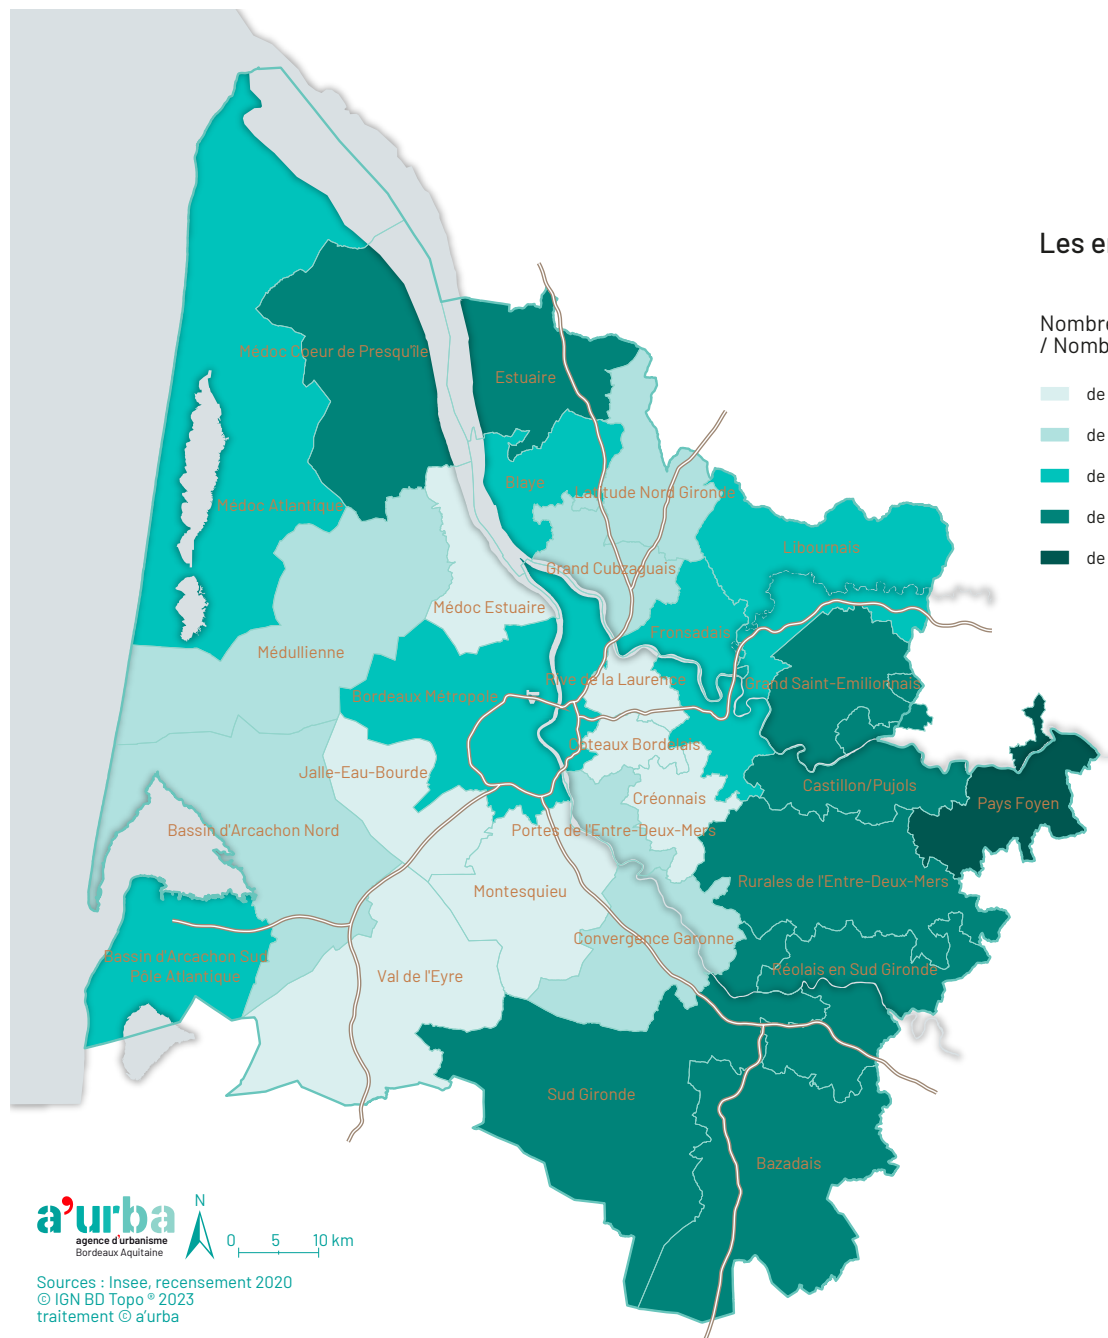 Les e
Nombre
/ Nomb
de
de
de
de
de
Médoc Coeur de Presqu'île
Estuaire
Blaye
Latitude Nord Gironde
Médoc Atlantique
Libournais
Grand Cubzaguais
Médoc Estuaire
Fronsadais
Médullienne
Rive de la Laurence
Grand Saint-Emilionnais
Bordeaux Métropole
Coteaux Bordelais
Jalle-Eau-Bourde
Castillon/Pujols
Créonnais
Pays Foyen
Bassin d'Arcachon Nord
Portes de l'Entre-Deux-Mers
Rurales de l'Entre-Deux-Mers
Montesquieu
Convergence Garonne
Bassin d'Arcachon Sud
Pôle Atlantique
Val de l'Eyre
Réolais en Sud Gironde
Sud Gironde
Bazadais
a'urba
agence d'urbanisme
Bordeaux Aquitaine
N
0 5 10 km
Sources : Insee, recensement 2020
© IGN BD Topo ® 2023
traitement © a'urba